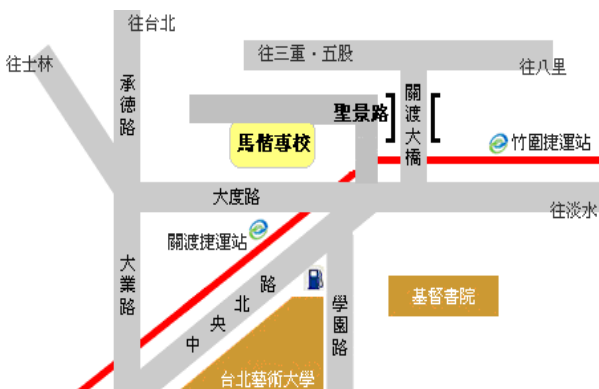 往台北
往三重．五股
往士林
往八里
承德路
聖景路
關渡大橋
馬偕專校
竹圍捷運站
大度路
往淡水
關渡捷運站
大業路
中央北路
學園路
基督書院
台北藝術大學